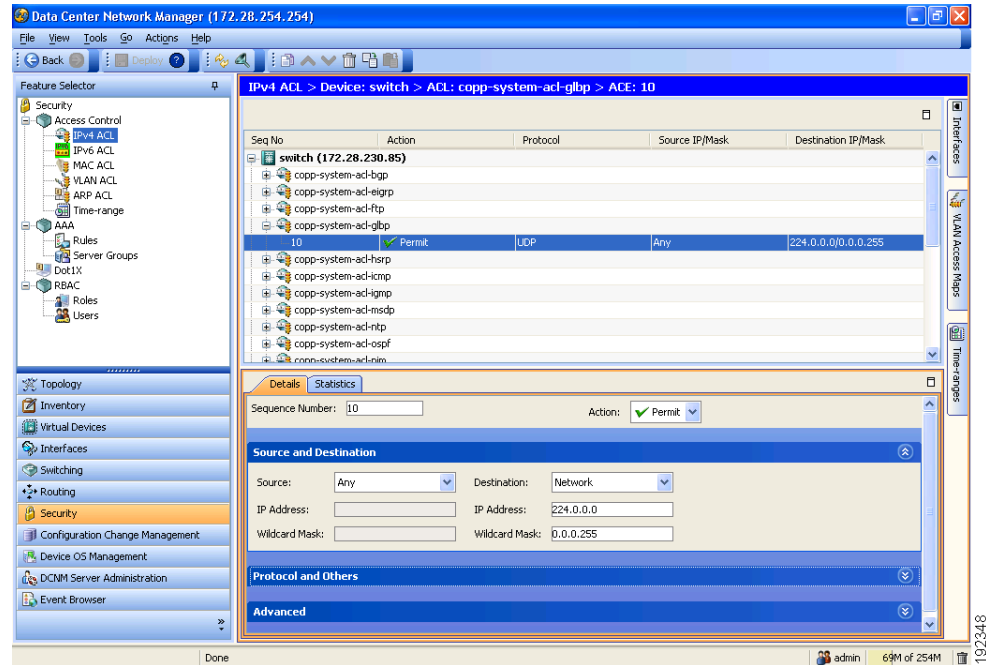 Data Center Network Manager (172.28.254.254)
File View Tools Go Actions Help
Back Deploy ?
Feature Selector
Security
Access Control
IPv4 ACL
IPv6 ACL
MAC ACL
VLAN ACL
ARP ACL
Time-range
AAA
Rules
Server Groups
Dot1X
RBAC
Roles
Users
Topology
Inventory
Virtual Devices
Interfaces
Switching
Routing
Security
Configuration Change Management
Device OS Management
DCNM Server Administration
Event Browser
IPv4 ACL > Device: switch > ACL: copp-system-acl-glbp > ACE: 10
Seq No Action Protocol Source IP/Mask Destination IP/Mask
switch (172.28.230.85)
copp-system-acl-bgp
copp-system-acl-eigrp
copp-system-acl-ftp
copp-system-acl-glbp
10 Permit UDP Any 224.0.0.0/0.0.0.255
copp-system-acl-hsrp
copp-system-acl-icmp
copp-system-acl-igmp
copp-system-acl-msdp
copp-system-acl-ntp
copp-system-acl-ospf
copp-system-acl-pim
Details Statistics
Sequence Number: 10 Action: Permit
Source and Destination
Source: Any Destination: Network
IP Address: IP Address: 224.0.0.0
Wildcard Mask: Wildcard Mask: 0.0.0.255
Protocol and Others
Advanced
Interfaces
VLAN Access Maps
Time-ranges
Done admin 69M of 254M
192348